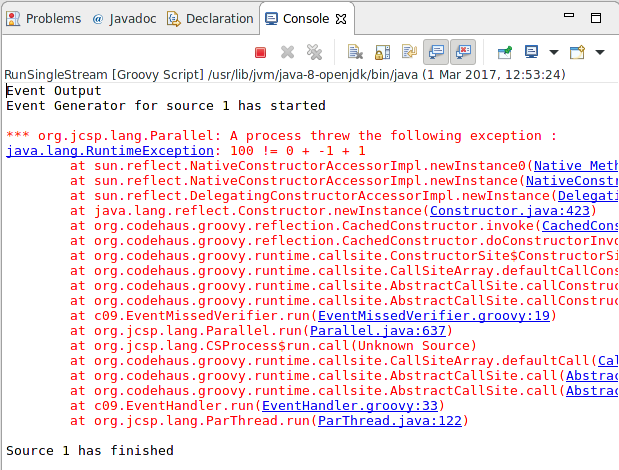 Problems @ Javadoc Declaration Console
RunSingleStream [Groovy Script] /usr/lib/jvm/java-8-openjdk/bin/java (1 Mar 2017, 12:53:24)
Event Output
Event Generator for source 1 has started
*** org.jcsp.lang.Parallel: A process threw the following exception :
java.lang.RuntimeException: 100 != 0 + -1 + 1
at sun.reflect.NativeConstructorAccessorImpl.newInstance0(Native Meth
at sun.reflect.NativeConstructorAccessorImpl.newInstance(NativeConstr
at sun.reflect.DelegatingConstructorAccessorImpl.newInstance(Delegati
at java.lang.reflect.Constructor.newInstance(Constructor.java:423)
at org.codehaus.groovy.reflection.CachedConstructor.invoke(CachedCons
at org.codehaus.groovy.reflection.CachedConstructor.doConstructorInvo
at org.codehaus.groovy.runtime.callsite.ConstructorSite$ConstructorSi
at org.codehaus.groovy.runtime.callsite.CallSiteArray.defaultCallCons
at org.codehaus.groovy.runtime.callsite.AbstractCallSite.callConstruc
at org.codehaus.groovy.runtime.callsite.AbstractCallSite.callConstruc
at c09.EventMissedVerifier.run(EventMissedVerifier.groovy:19)
at org.jcsp.lang.Parallel.run(Parallel.java:637)
at org.jcsp.lang.CSProcess$run.call(Unknown Source)
at org.codehaus.groovy.runtime.callsite.CallSiteArray.defaultCall(Cal
at org.codehaus.groovy.runtime.callsite.AbstractCallSite.call(Abstrac
at org.codehaus.groovy.runtime.callsite.AbstractCallSite.call(Abstrac
at c09.EventHandler.run(EventHandler.groovy:33)
at org.jcsp.lang.ParThread.run(ParThread.java:122)
Source 1 has finished